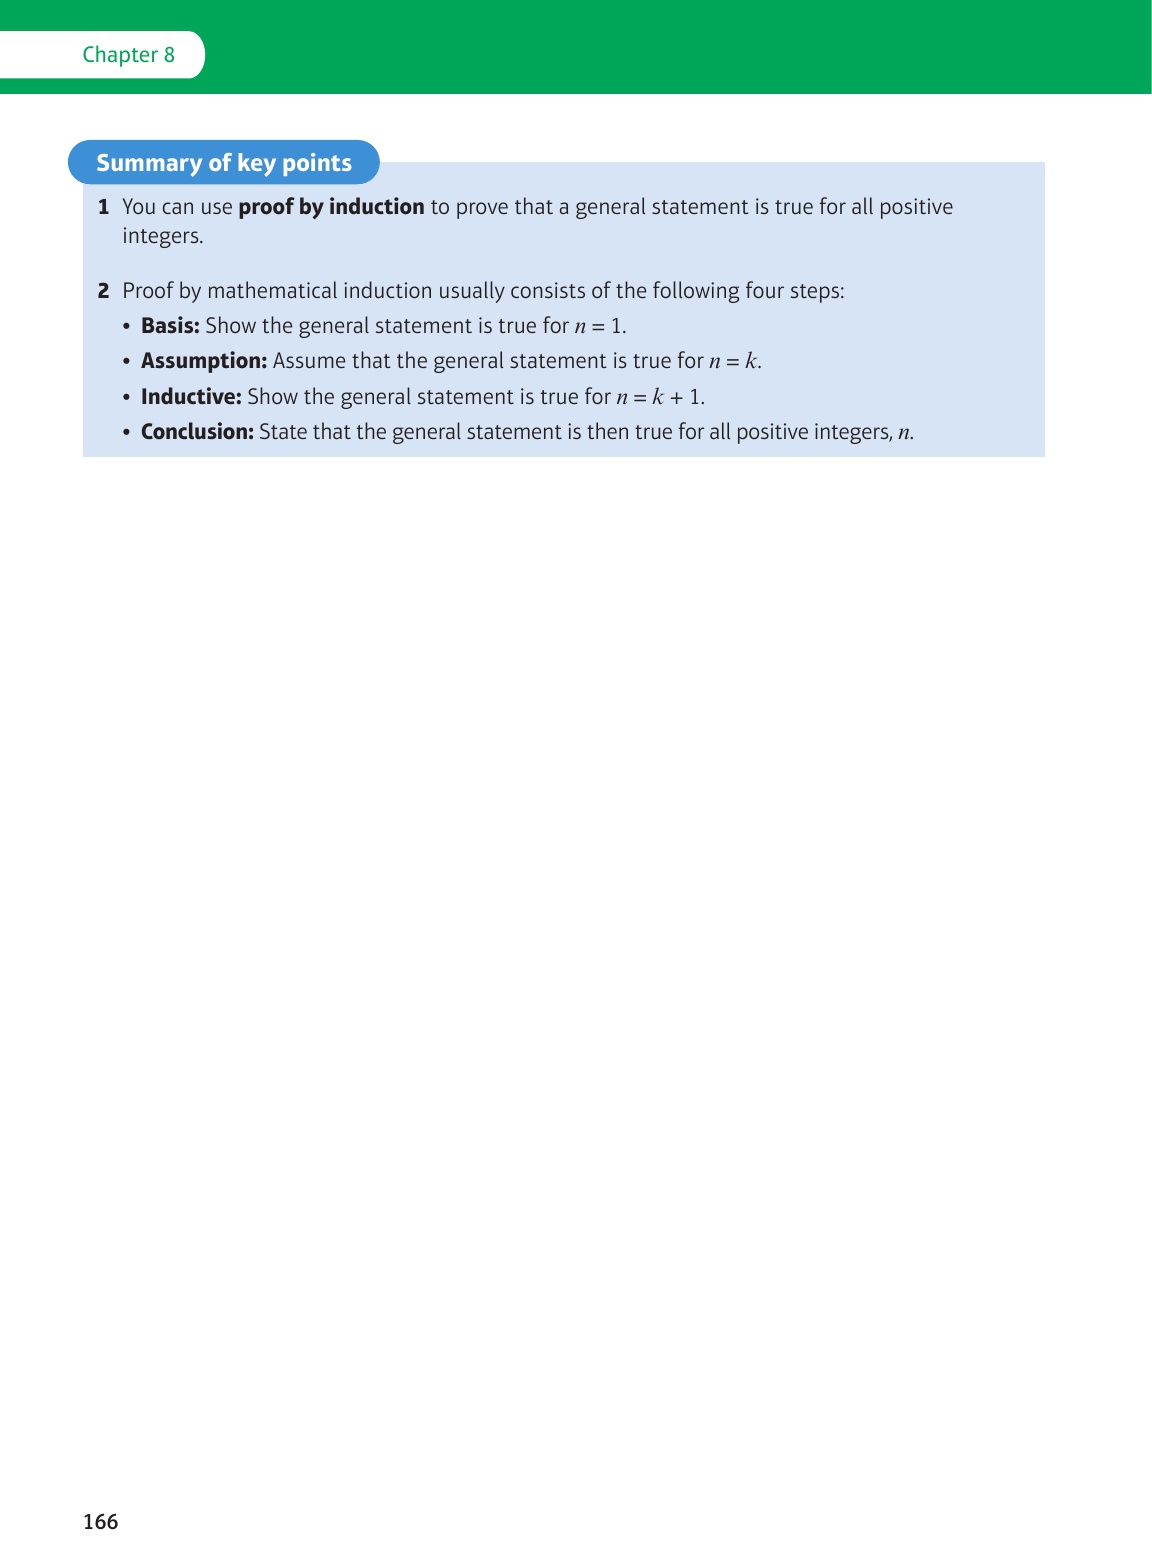 Chapter 8
Summary of key points
1 You can use proof by induction to prove that a general statement is true for all positive
integers.
2 Proof by mathematical induction usually consists of the following four steps:
• Basis: Show the general statement is true for n = 1.
• Assumption: Assume that the general statement is true for n = k.
• Inductive: Show the general statement is true for n = k + 1.
• Conclusion: State that the general statement is then true for all positive integers, n.
166